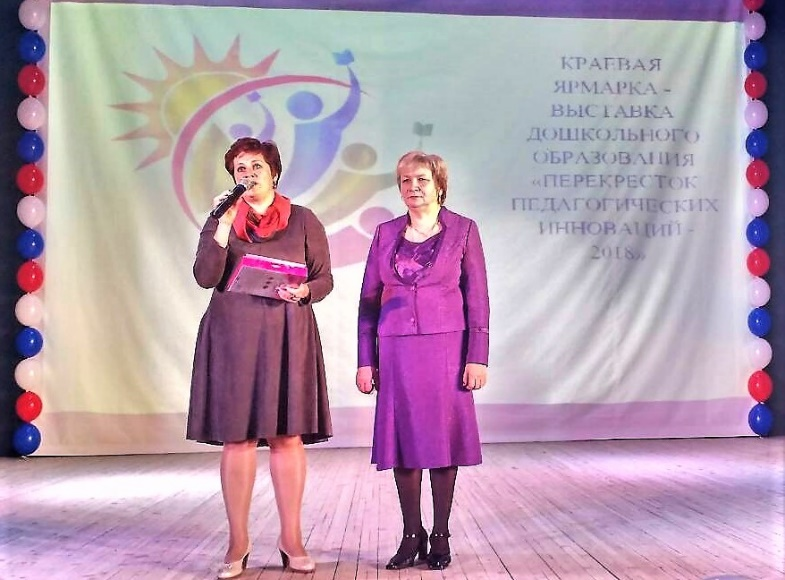 КРАЕВАЯ
ЯРМАРКА -
ВЫСТАВКА
ДОШКОЛЬНОГО
ОБРАЗОВАНИЯ
«ПЕРЕКРЕСТОК
ПЕДАГОГИЧЕСКИХ
ИННОВАЦИЙ -
2018»